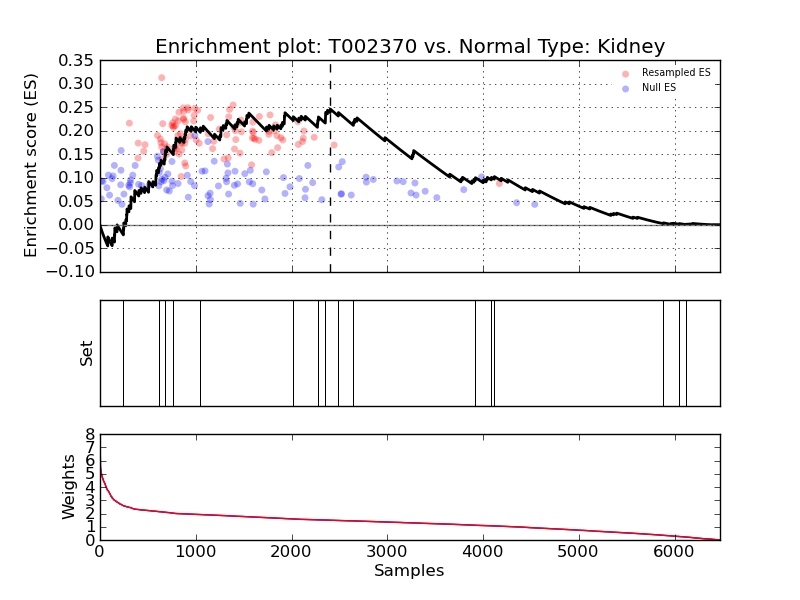 Enrichment plot: T002370 vs. Normal Type: Kidney
Enrichment score (ES)
0.35
0.30
0.25
0.20
0.15
0.10
0.05
0.00
−0.05
−0.10
Resampled ES
Null ES
Set
Weights
8
7
6
5
4
3
2
1
0
0 1000 2000 3000 4000 5000 6000
Samples